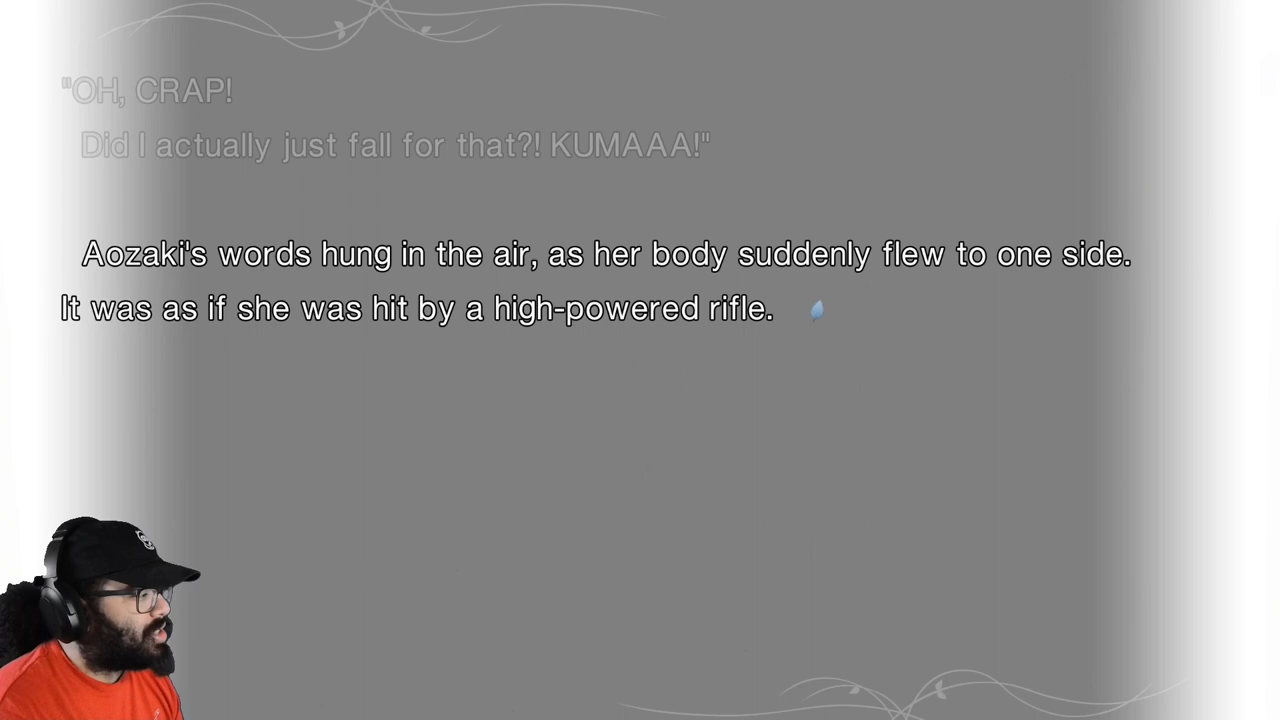 "OH, CRAP!
Did I actually just fall for that?! KUMAAA!"
Aozaki's words hung in the air, as her body suddenly flew to one side.
It was as if she was hit by a high-powered rifle.